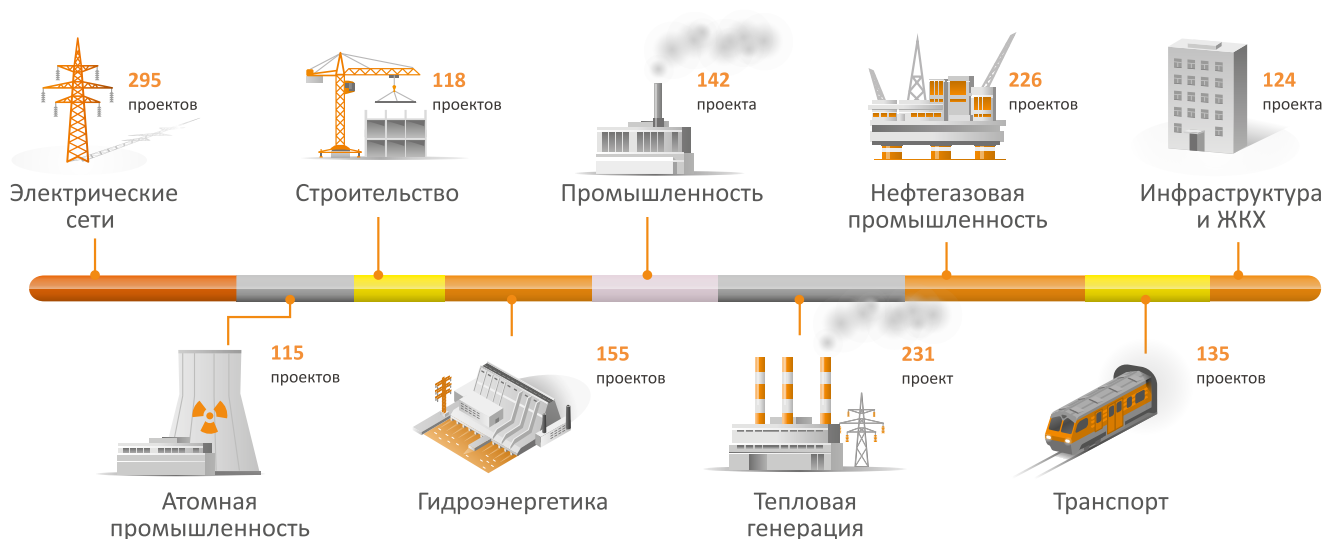 295
проектов
Электрические
сети
118
проектов
Строительство
142
проекта
Промышленность
226
проектов
Нефтегазовая
промышленность
124
проекта
Инфраструктура
и ЖКХ
115
проектов
Атомная
промышленность
155
проектов
Гидроэнергетика
231
проект
Тепловая
генерация
135
проектов
Транспорт